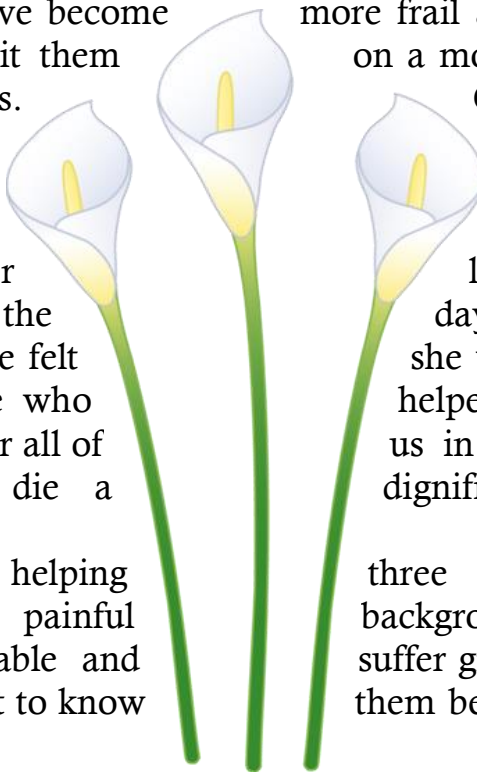 ve become more frail
it them on a mo
s.
r l
the day
e felt she
e who helpe
r all of us in
die a dignifi
helping three
painful backgro
able and suffer g
t to know them be